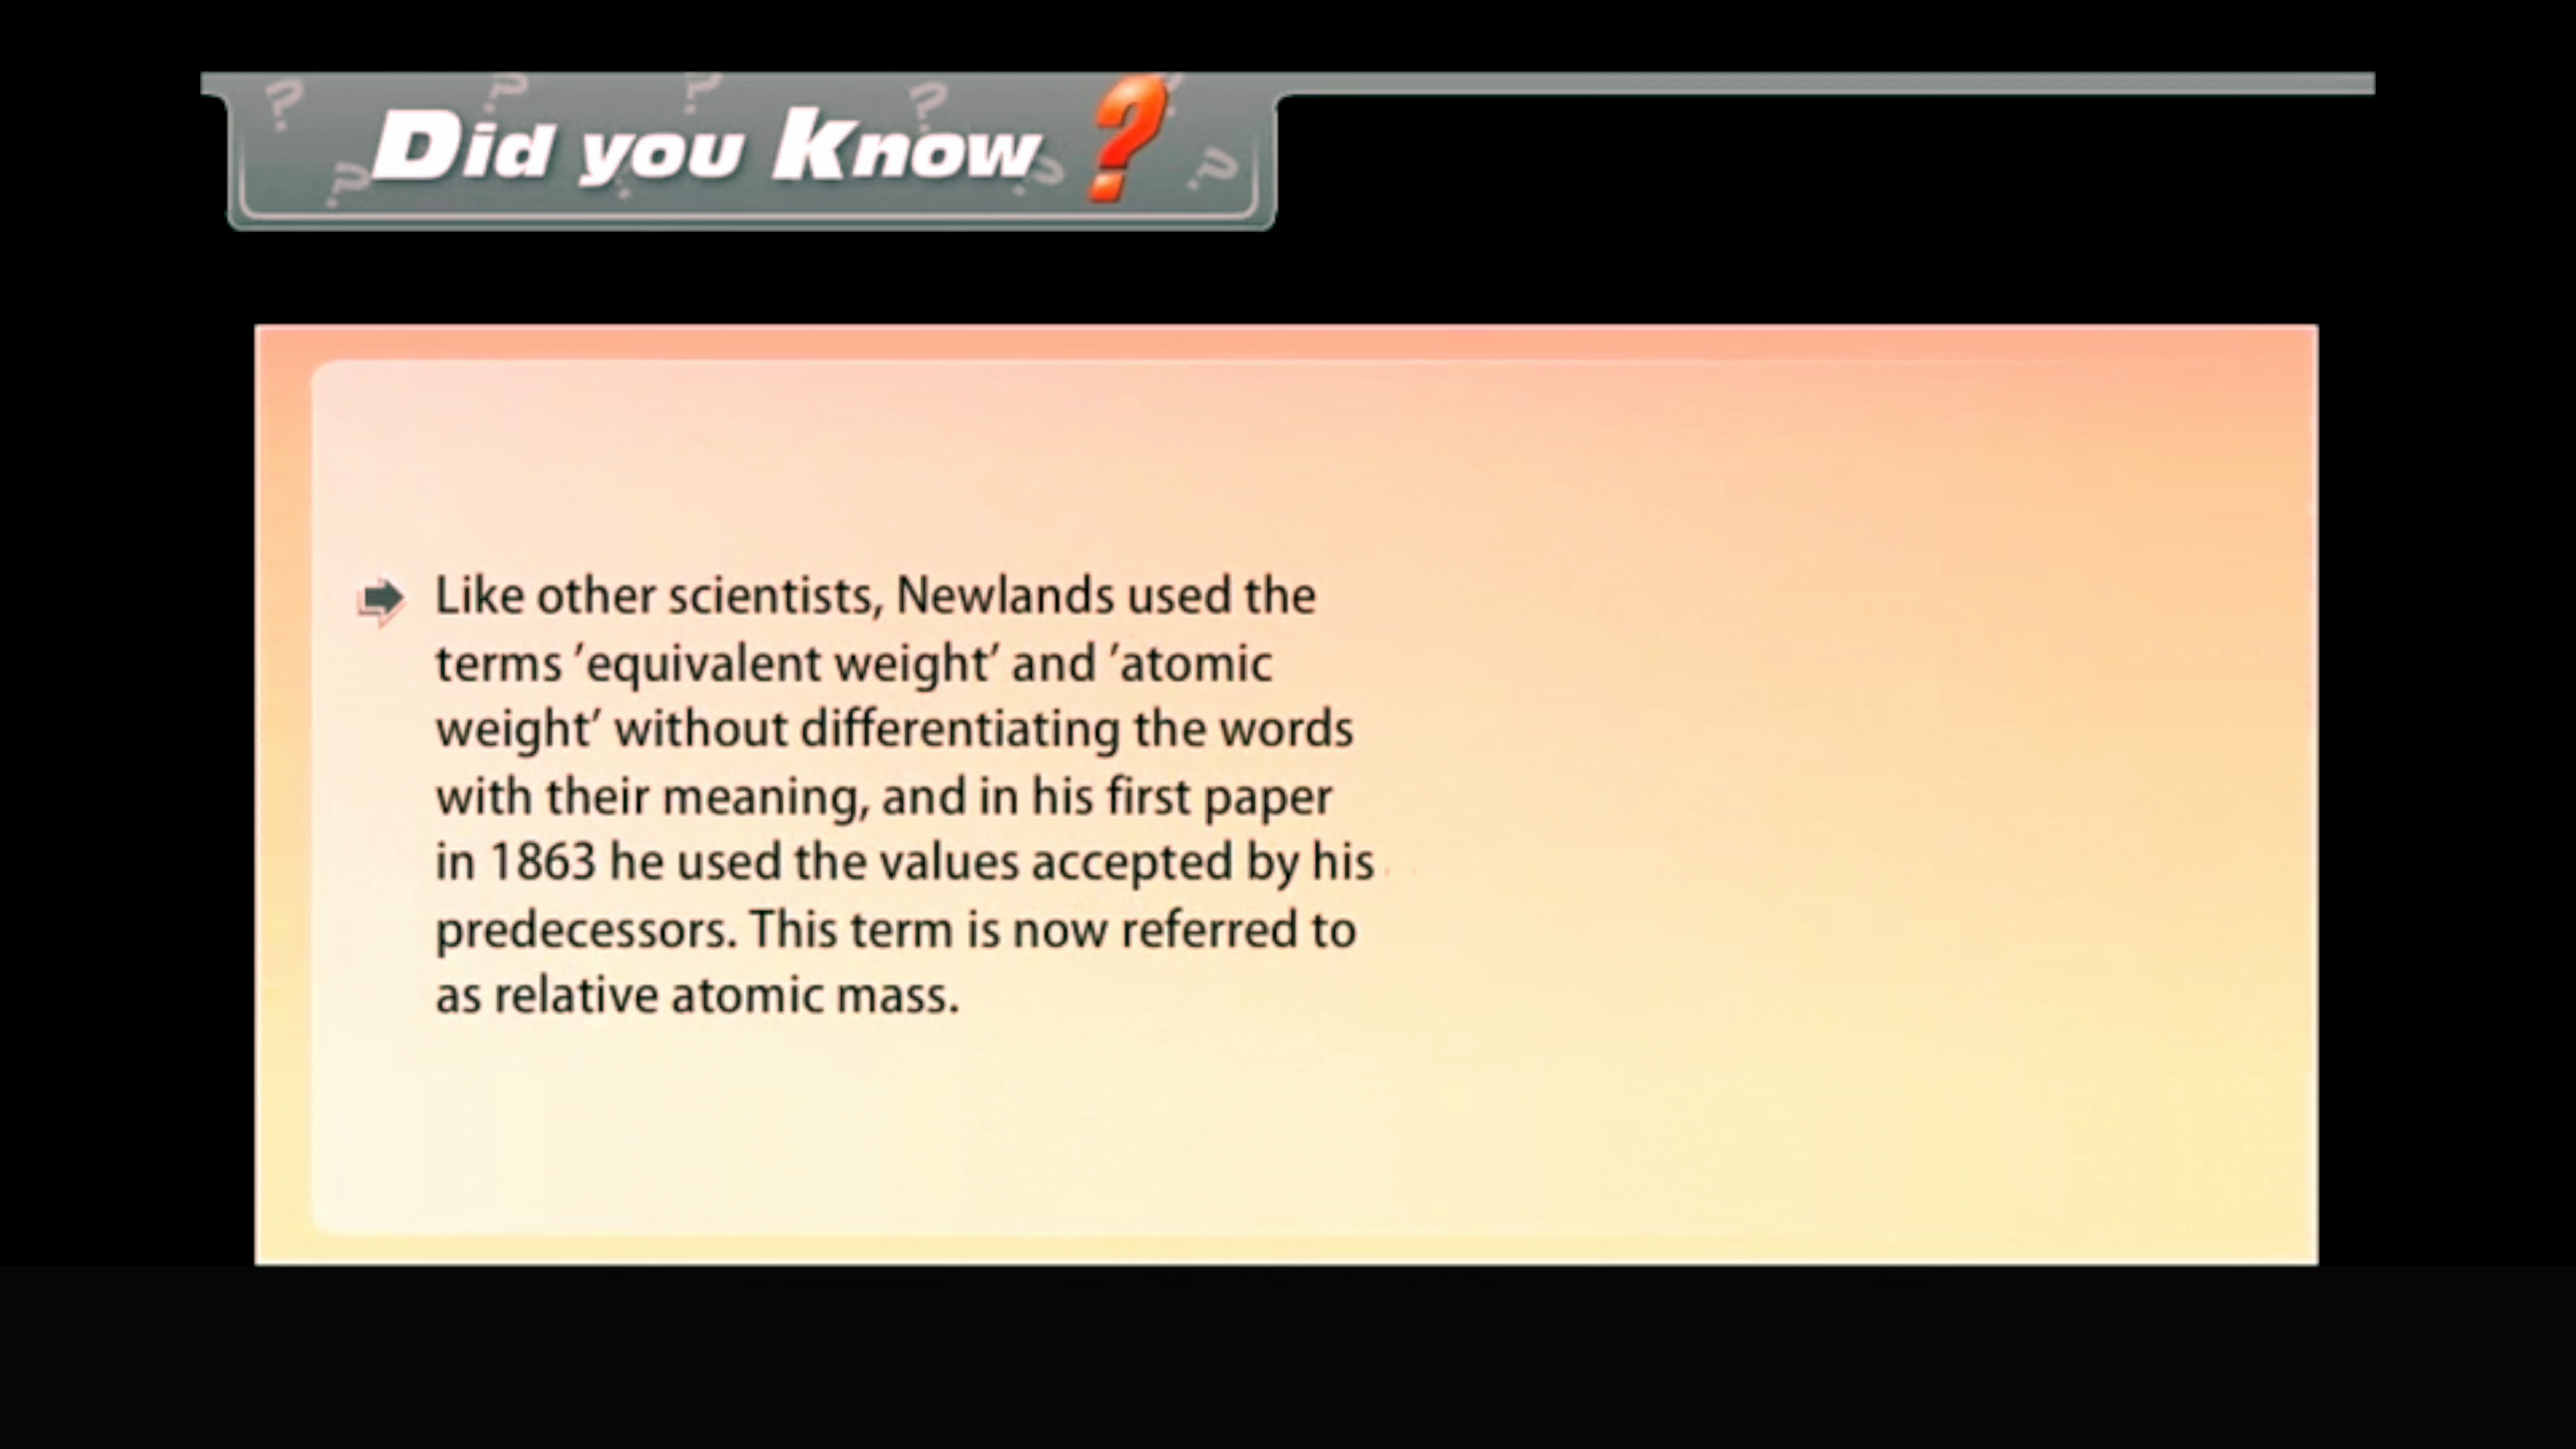 Did you Know ?
Like other scientists, Newlands used the
terms 'equivalent weight' and 'atomic
weight' without differentiating the words
with their meaning, and in his first paper
in 1863 he used the values accepted by his
predecessors. This term is now referred to
as relative atomic mass.